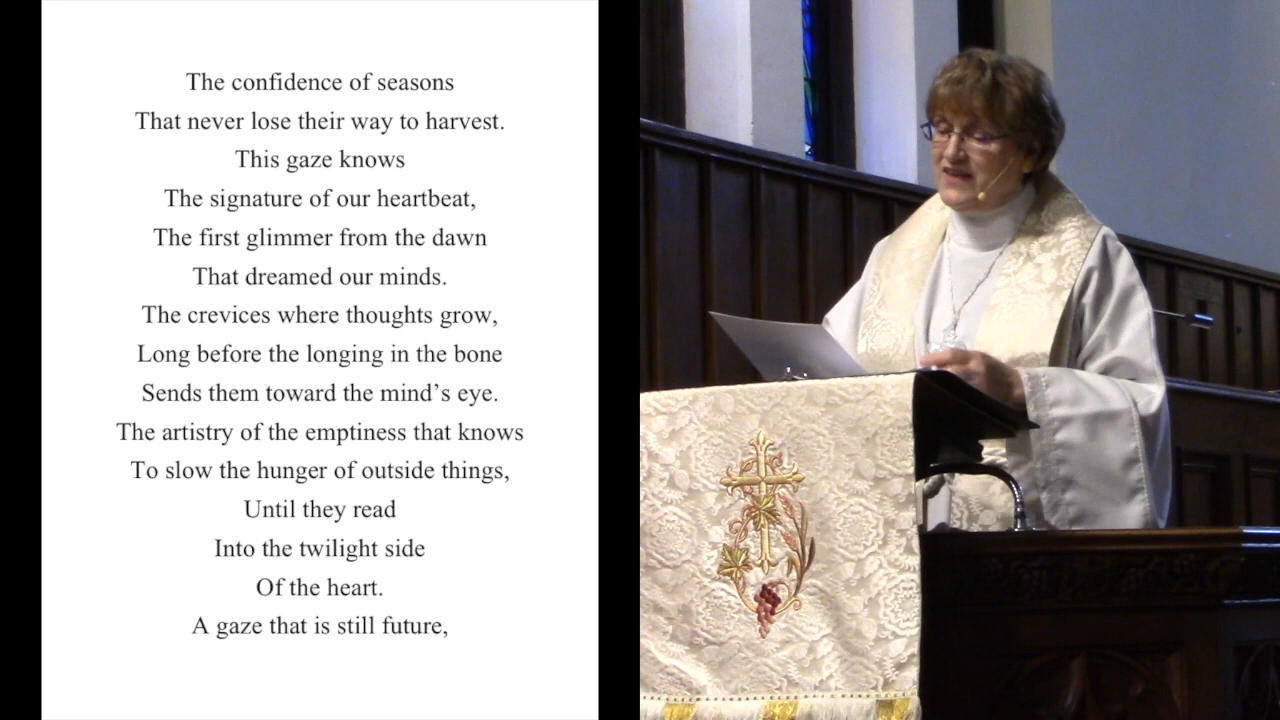 The confidence of seasons
That never lose their way to harvest.
This gaze knows
The signature of our heartbeat,
The first glimmer from the dawn
That dreamed our minds.
The crevices where thoughts grow,
Long before the longing in the bone
Sends them toward the mind’s eye.
The artistry of the emptiness that knows
To slow the hunger of outside things,
Until they read
Into the twilight side
Of the heart.
A gaze that is still future,